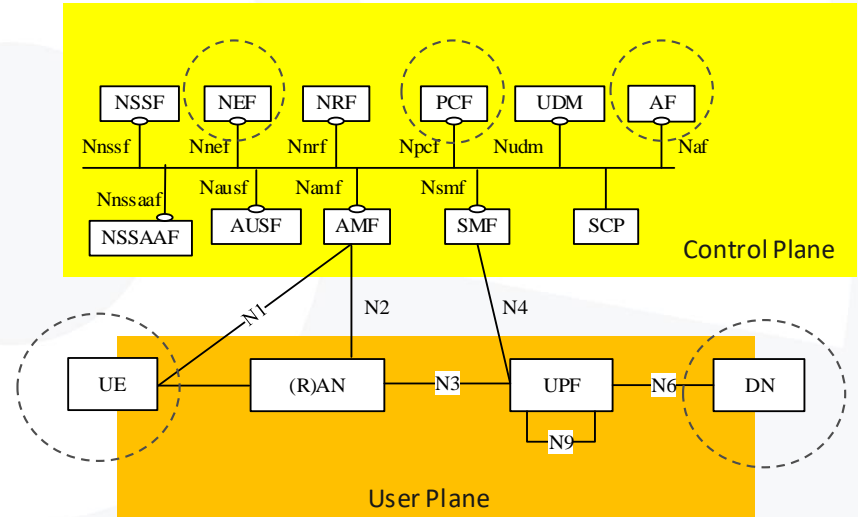 NSSF NEF NRF PCF UDM AF
Nnssf Nnef Nnrf Npcf Nudm Naf
Nnssaaf Nausf Namf Nsmf
NSSAAF AUSF AMF SMF SCP
Control Plane
N1 N2 N4
UE (R)AN N3 UPF N6 DN
N9
User Plane